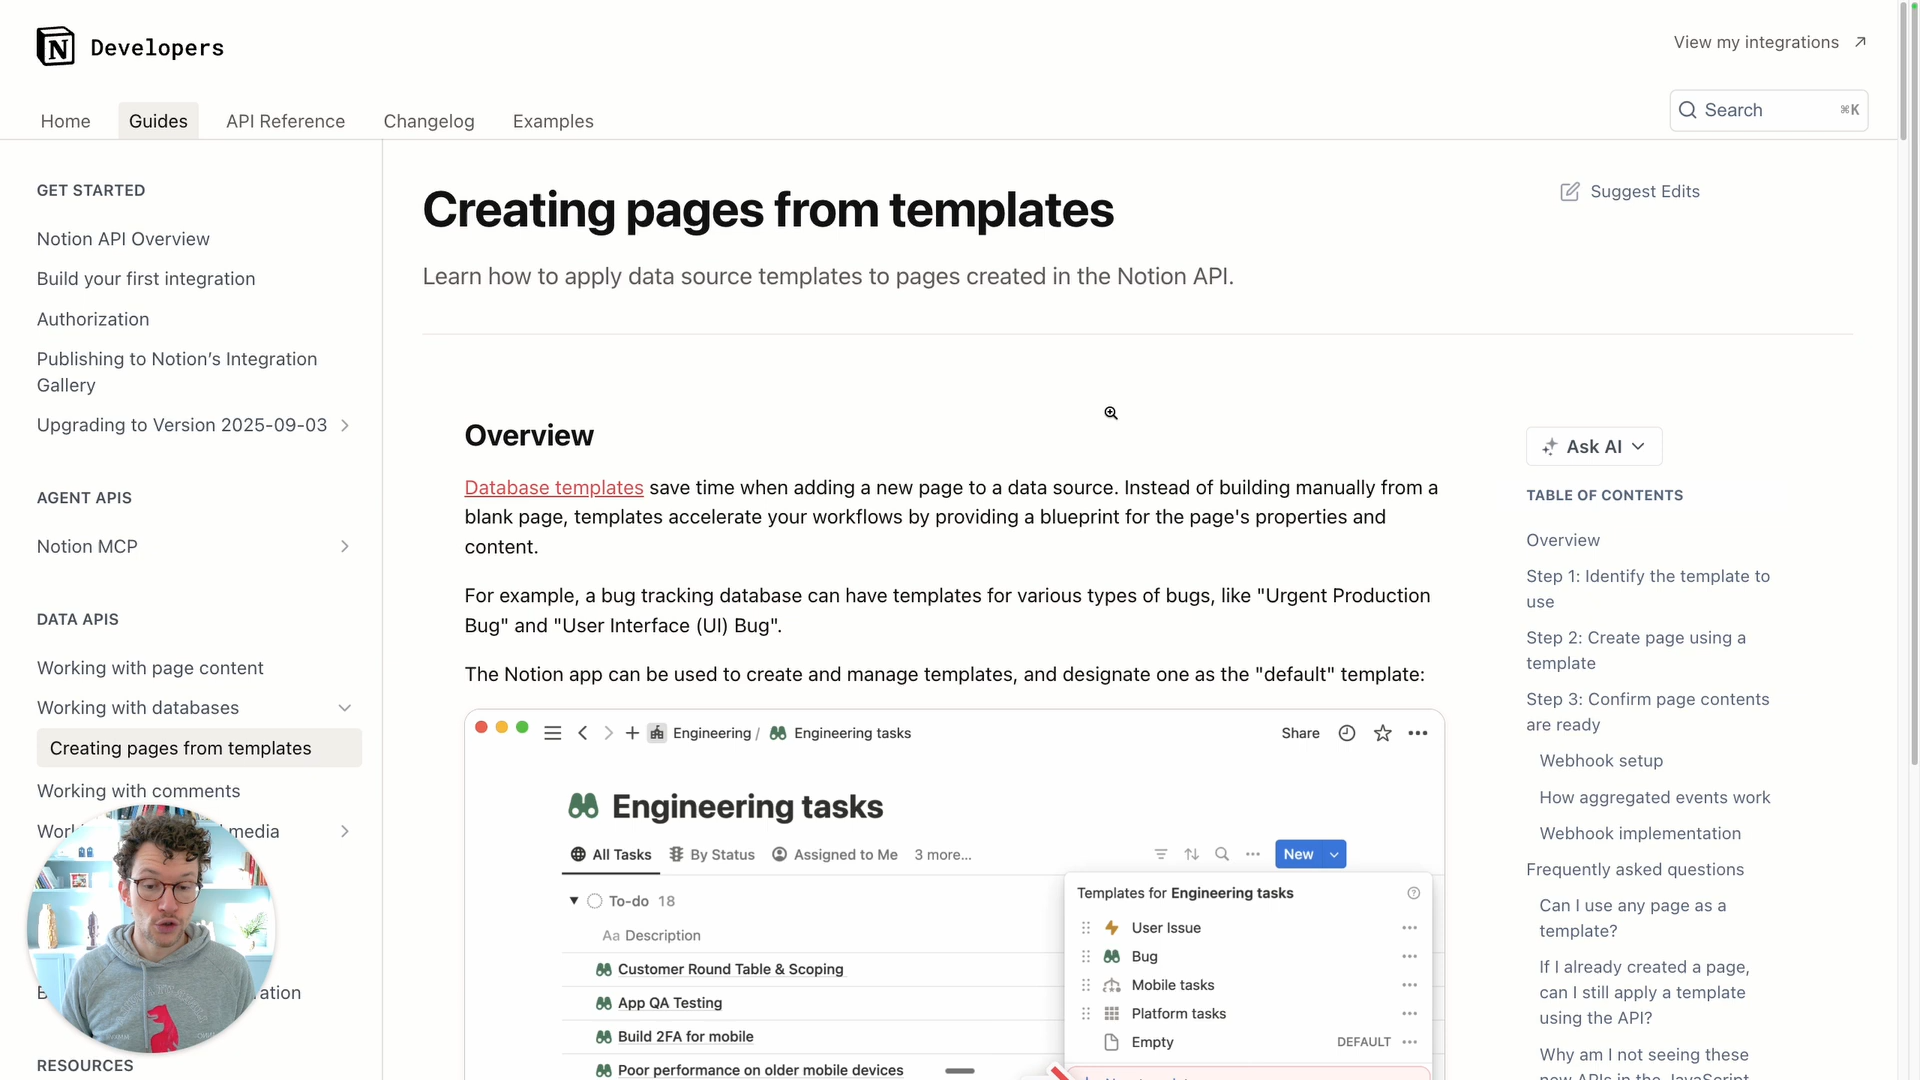 Developers
View my integrations
Home
Guides
API Reference
Changelog
Examples
Search
⌘K
GET STARTED
Notion API Overview
Build your first integration
Authorization
Publishing to Notion’s Integration
Gallery
Upgrading to Version 2025-09-03
AGENT APIS
Notion MCP
DATA APIS
Working with page content
Working with databases
Creating pages from templates
Working with comments
media
ation
RESOURCES
Creating pages from templates
Suggest Edits
Learn how to apply data source templates to pages created in the Notion API.
Overview
Database templates save time when adding a new page to a data source. Instead of building manually from a
blank page, templates accelerate your workflows by providing a blueprint for the page's properties and
content.
For example, a bug tracking database can have templates for various types of bugs, like "Urgent Production
Bug" and "User Interface (UI) Bug".
The Notion app can be used to create and manage templates, and designate one as the "default" template:
Engineering / Engineering tasks
Share
Engineering tasks
All Tasks
By Status
Assigned to Me
3 more...
New
To-do 18
Aa Description
Customer Round Table & Scoping
App QA Testing
Build 2FA for mobile
Poor performance on older mobile devices
Templates for Engineering tasks
User Issue
Bug
Mobile tasks
Platform tasks
Empty
DEFAULT
Ask AI
TABLE OF CONTENTS
Overview
Step 1: Identify the template to
use
Step 2: Create page using a
template
Step 3: Confirm page contents
are ready
Webhook setup
How aggregated events work
Webhook implementation
Frequently asked questions
Can I use any page as a
template?
If I already created a page,
can I still apply a template
using the API?
Why am I not seeing these
new APIs in the JavaScript